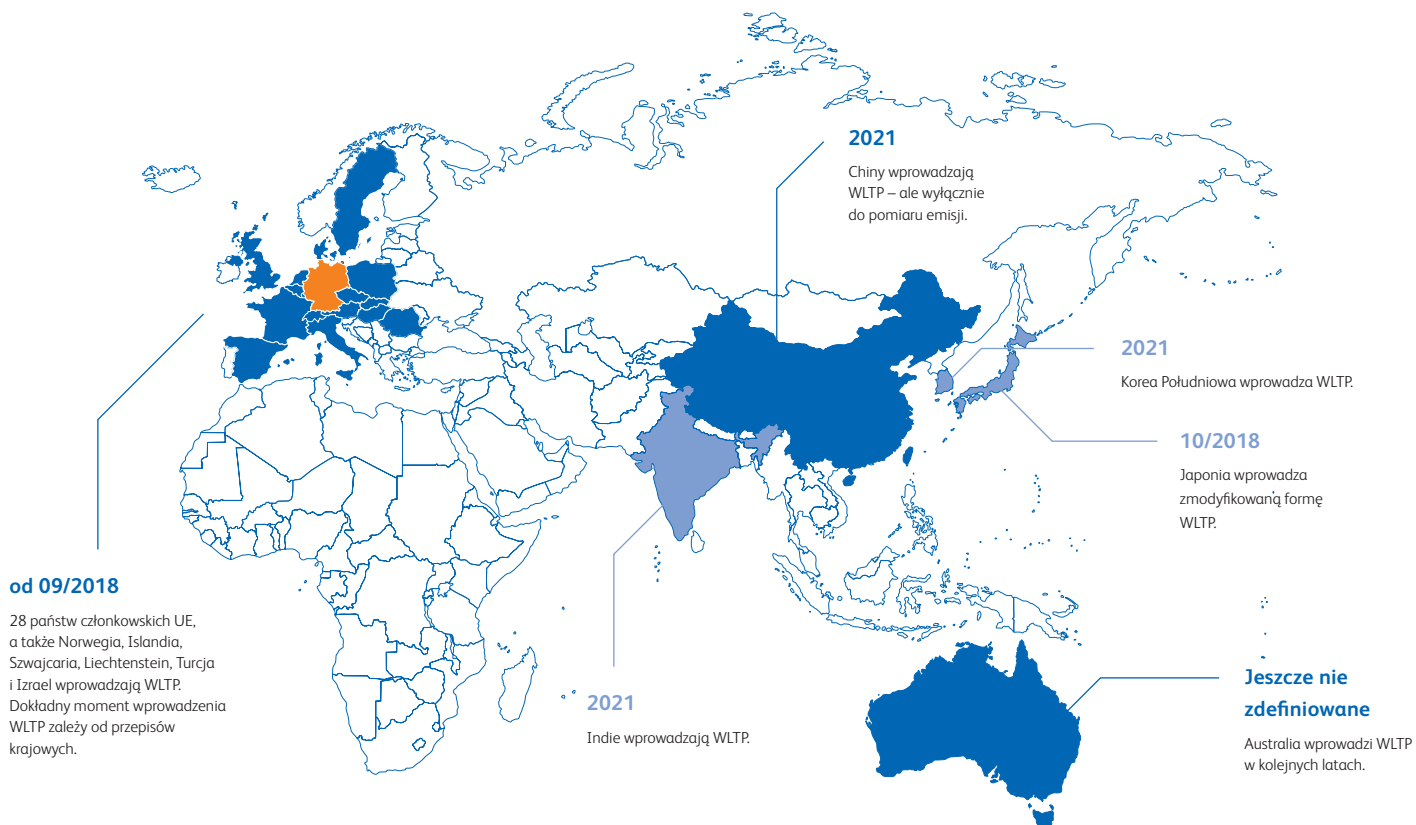 2021
Chiny wprowadzają
WLTP – ale wyłącznie
do pomiaru emisji.
2021
Korea Południowa wprowadza WLTP.
10/2018
Japonia wprowadza
zmodyfikowaną formę
WLTP.
od 09/2018
28 państw członkowskich UE,
a także Norwegia, Islandia,
Szwajcaria, Liechtenstein, Turcja
i Izrael wprowadzają WLTP.
Dokładny moment wprowadzenia
WLTP zależy od przepisów
krajowych.
2021
Indie wprowadzają WLTP.
Jeszcze nie
zdefiniowane
Australia wprowadzi WLTP
w kolejnych latach.